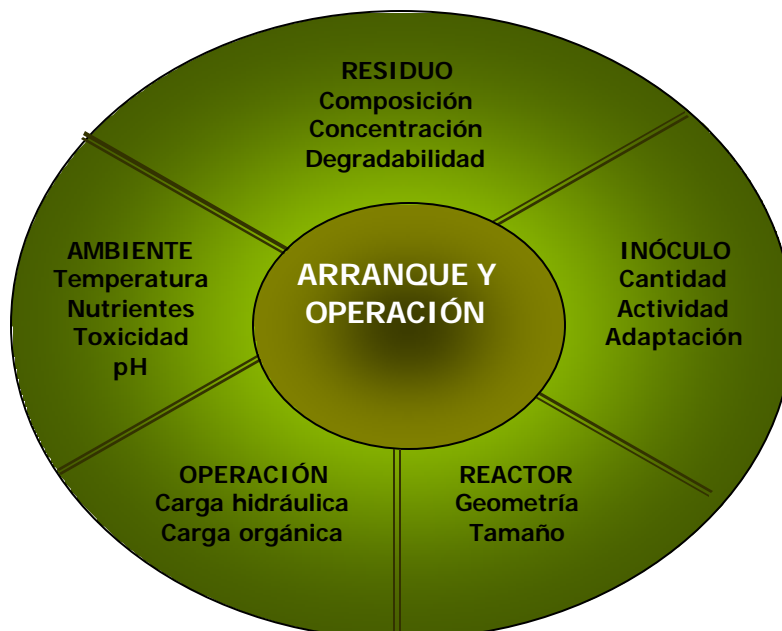 RESIDUO
Composición
Concentración
Degradabilidad
AMBIENTE
Temperatura
Nutrientes
Toxicidad
pH
ARRANQUE Y
OPERACIÓN
INÓCULO
Cantidad
Actividad
Adaptación
OPERACIÓN
Carga hidráulica
Carga orgánica
REACTOR
Geometría
Tamaño